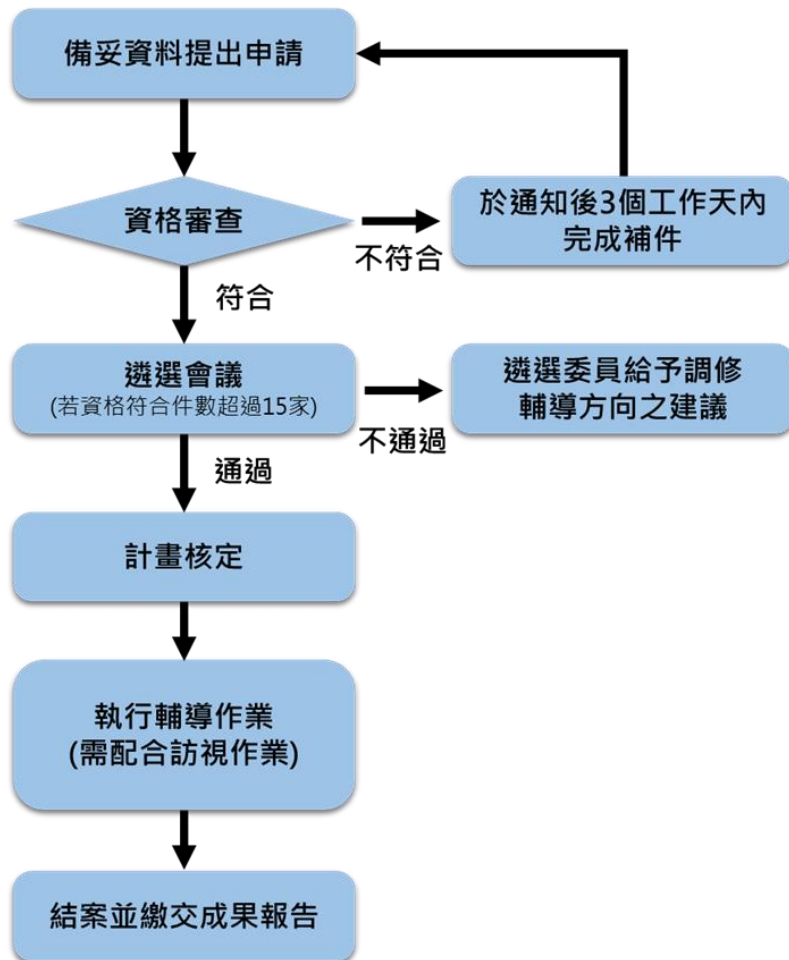 備妥資料提出申請
資格審查
不符合
於通知後3個工作天內
完成補件
符合
遴選會議
(若資格符合件數超過15家)
不通過
遴選委員給予調修
輔導方向之建議
通過
計畫核定
執行輔導作業
(需配合訪視作業)
結案並繳交成果報告